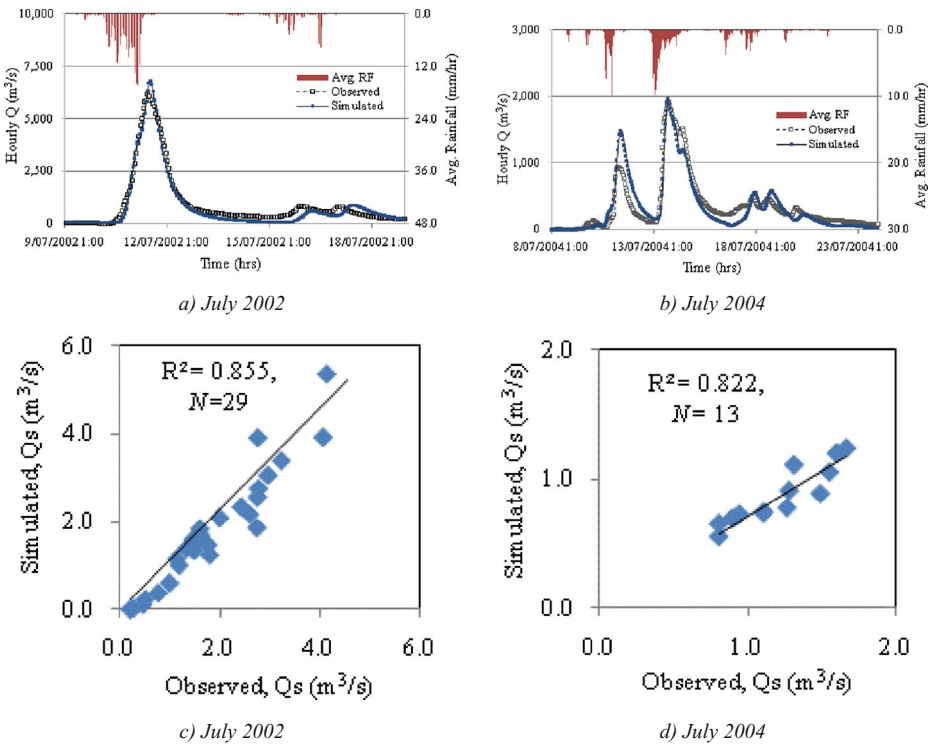 10,000
7,500
5,000
2,500
0
Hourly Q (m³/s)
0.0
12.0
24.0
36.0
48.0
Avg. Rainfall (mm/hr)
Avg. RF
Observed
Simulated
9/07/2002 1:00
12/07/2002 1:00
15/07/2002 1:00
18/07/2002 1:00
Time (hrs)
a) July 2002
3,000
2,000
1,000
0
Hourly Q (m³/s)
0.0
10.0
20.0
30.0
Avg. Rainfall (mm/hr)
Avg. RF
Observed
Simulated
8/07/2004 1:00
13/07/2004 1:00
18/07/2004 1:00
23/07/2004 1:00
Time (hrs)
b) July 2004
6.0
4.0
2.0
0.0
Simulated, Qs (m³/s)
R²= 0.855,
N=29
0.0
2.0
4.0
6.0
Observed, Qs (m³/s)
c) July 2002
2.0
1.0
0.0
Simulated, Qs (m³/s)
R²= 0.822,
N= 13
0.0
1.0
2.0
Observed, Qs (m³/s)
d) July 2004